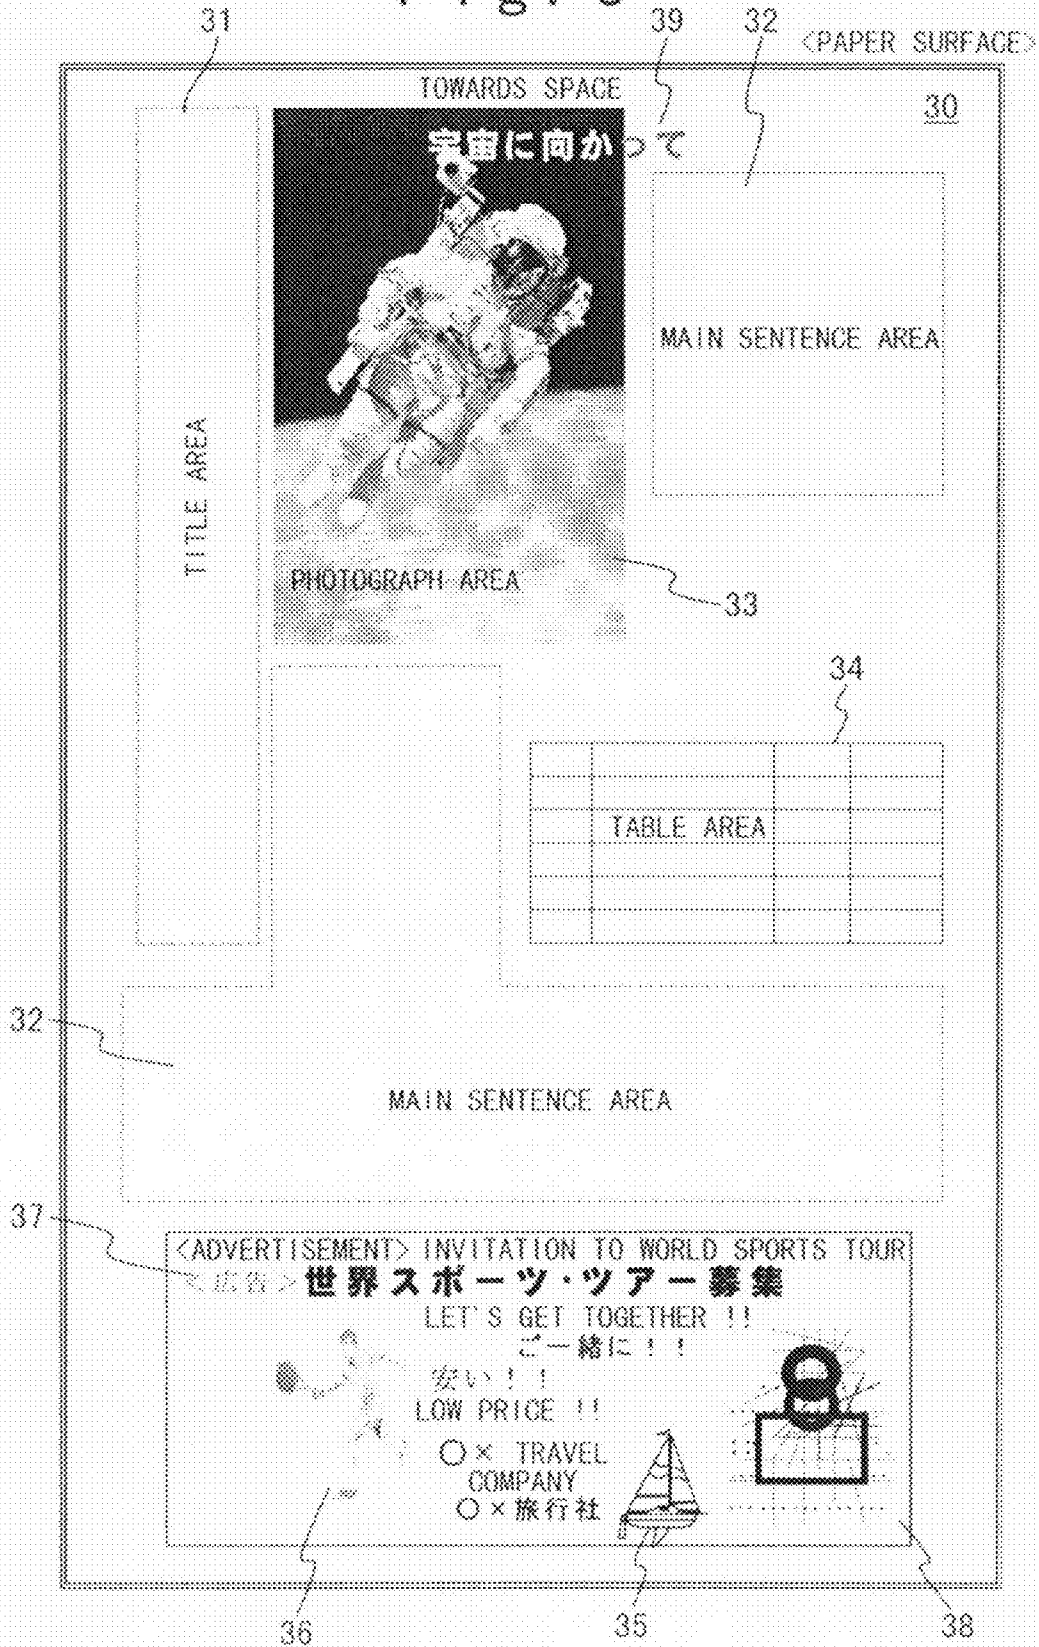 31
39
32
<PAPER SURFACE>
TOWARDS SPACE
30
宇宙に向かって
MAIN SENTENCE AREA
TITLE AREA
PHOTOGRAPH AREA
33
34
TABLE AREA
32
MAIN SENTENCE AREA
37
<ADVERTISEMENT> INVITATION TO WORLD SPORTS TOUR
<広告>世界スポーツ・ツアー募集
LET'S GET TOGETHER !!
ご一緒に!!
安い!!
LOW PRICE !!
○× TRAVEL
COMPANY
○×旅行社
36
35
38